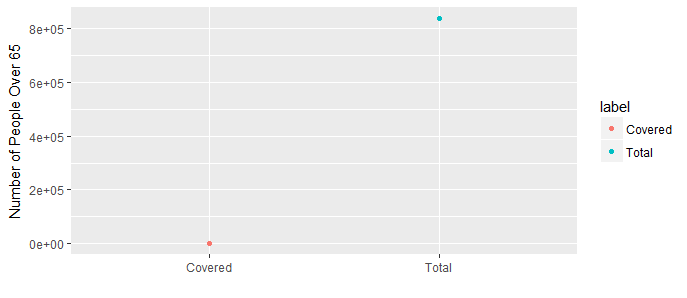 Number of People Over 65
8e+05
6e+05
4e+05
2e+05
0e+00
Covered
Total
label
Covered
Total